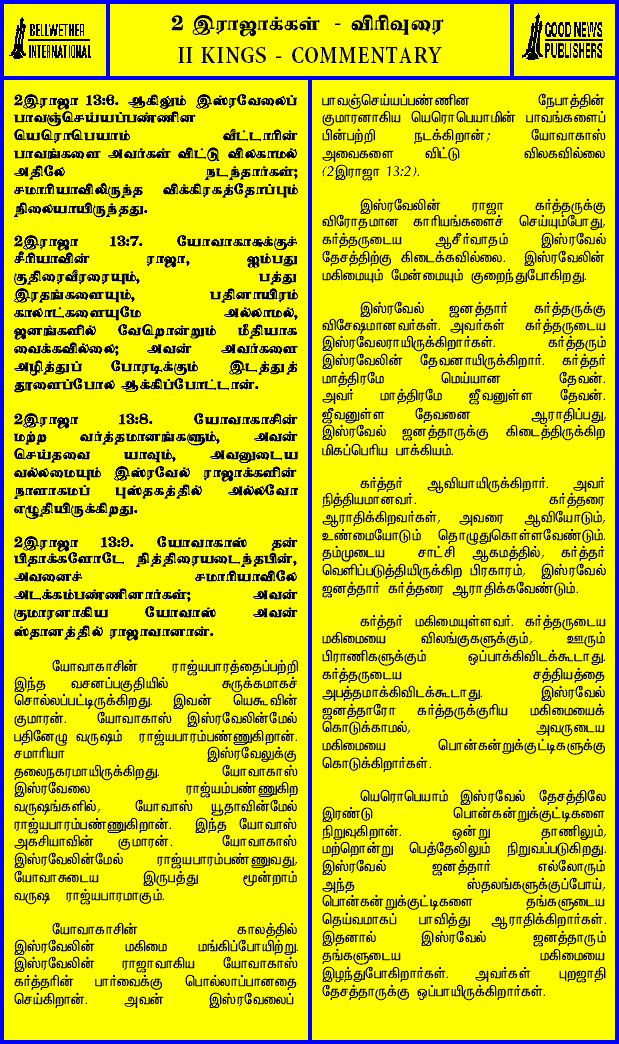 BELLWETHER
INTERNATIONAL
2 இராஜாக்கள் - விரிவுரை
II KINGS - COMMENTARY
GOOD NEWS
PUBLISHERS
2இராஜா 13:6. ஆகிலும் இஸ்ரவேலைப்
பாவஞ்செய்யப்பண்ணின
யெரொபெயாம் வீட்டாரின்
பாவங்களை அவர்கள் விட்டு விலகாமல்
அதிலே நடந்தார்கள்;
சமாரியாவிலிருந்த விக்கிரகத்தோப்பும்
நிலையாயிருந்தது.
2இராஜா 13:7. யோவாகாசுக்குச்
சீரியாவின் ராஜா, ஐம்பது
குதிரைவீரரையும், பத்து
இரதங்களையும், பதினாயிரம்
காலாட்களையுமே அல்லாமல்,
ஜனங்களில் வேறொன்றும் மீதியாக
வைக்கவில்லை; அவன் அவர்களை
அழித்துப் போரடிக்கும் இடத்துத்
தூளைப்போல ஆக்கிப்போட்டான்.
2இராஜா 13:8. யோவாகாசின்
மற்ற வர்த்தமானங்களும், அவன்
செய்தவை யாவும், அவனுடைய
வல்லமையும் இஸ்ரவேல் ராஜாக்களின்
நாளாகமப் புஸ்தகத்தில் அல்லவோ
எழுதியிருக்கிறது.
2இராஜா 13:9. யோவாகாஸ் தன்
பிதாக்களோடே நித்திரையடைந்தபின்,
அவனைச் சமாரியாவிலே
அடக்கம்பண்ணினார்கள்; அவன்
குமாரனாகிய யோவாஸ் அவன்
ஸ்தானத்தில் ராஜாவானான்.
யோவாகாசின் ராஜ்யபாரத்தைப்பற்றி
இந்த வசனப்பகுதியில் சுருக்கமாகச்
சொல்லப்பட்டிருக்கிறது. இவன் யெகூவின்
குமாரன். யோவாகாஸ் இஸ்ரவேலின்மேல்
பதினேழு வருஷம் ராஜ்யபாரம்பண்ணுகிறான்.
சமாரியா இஸ்ரவேலுக்கு
தலைநகரமாயிருக்கிறது. யோவாகாஸ்
இஸ்ரவேலை ராஜ்யம்பண்ணுகிற
வருஷங்களில், யோவாஸ் யூதாவின்மேல்
ராஜ்யபாரம்பண்ணுகிறான். இந்த யோவாஸ்
அகசியாவின் குமாரன். யோவாகாஸ்
இஸ்ரவேலின்மேல் ராஜ்யபாரம்பண்ணுவது,
யோவாசுடைய இருபத்து மூன்றாம்
வருஷ ராஜ்யபாரமாகும்.
யோவாகாசின் காலத்தில்
இஸ்ரவேலின் மகிமை மங்கிப்போயிற்று.
இஸ்ரவேலின் ராஜாவாகிய யோவாகாஸ்
கர்த்தரின் பார்வைக்கு பொல்லாப்பானதை
செய்கிறான். அவன் இஸ்ரவேலைப்
பாவஞ்செய்யப்பண்ணின நேபாத்தின்
குமாரனாகிய யெரொபெயாமின் பாவங்களைப்
பின்பற்றி நடக்கிறான்; யோவாகாஸ்
அவைகளை விட்டு விலகவில்லை
(2இராஜா 13:2).
இஸ்ரவேலின் ராஜா கர்த்தருக்கு
விரோதமான காரியங்களைச் செய்யும்போது,
கர்த்தருடைய ஆசீர்வாதம் இஸ்ரவேல்
தேசத்திற்கு கிடைக்கவில்லை. இஸ்ரவேலின்
மகிமையும் மேன்மையும் குறைந்துபோகிறது.
இஸ்ரவேல் ஜனத்தார் கர்த்தருக்கு
விசேஷமானவர்கள். அவர்கள் கர்த்தருடைய
இஸ்ரவேலராயிருக்கிறார்கள். கர்த்தரும்
இஸ்ரவேலின் தேவனாயிருக்கிறார். கர்த்தர்
மாத்திரமே மெய்யான தேவன்.
அவர் மாத்திரமே ஜீவனுள்ள தேவன்.
ஜீவனுள்ள தேவனை ஆராதிப்பது,
இஸ்ரவேல் ஜனத்தாருக்கு கிடைத்திருக்கிற
மிகப்பெரிய பாக்கியம்.
கர்த்தர் ஆவியாயிருக்கிறார். அவர்
நித்தியமானவர். கர்த்தரை
ஆராதிக்கிறவர்கள், அவரை ஆவியோடும்,
உண்மையோடும் தொழுதுகொள்ளவேண்டும்.
தம்முடைய சாட்சி ஆகமத்தில், கர்த்தர்
வெளிப்படுத்தியிருக்கிற பிரகாரம், இஸ்ரவேல்
ஜனத்தார் கர்த்தரை ஆராதிக்கவேண்டும்.
கர்த்தர் மகிமையுள்ளவர். கர்த்தருடைய
மகிமையை விலங்குகளுக்கும், ஊரும்
பிராணிகளுக்கும் ஒப்பாக்கிவிடக்கூடாது.
கர்த்தருடைய சத்தியத்தை
அபத்தமாக்கிவிடக்கூடாது. இஸ்ரவேல்
ஜனத்தாரோ கர்த்தருக்குரிய மகிமையைக்
கொடுக்காமல், அவருடைய
மகிமையை பொன்கன்றுக்குட்டிகளுக்கு
கொடுக்கிறார்கள்.
யெரொபெயாம் இஸ்ரவேல் தேசத்திலே
இரண்டு பொன்கன்றுக்குட்டிகளை
நிறுவுகிறான். ஒன்று தாணிலும்,
மற்றொன்று பெத்தேலிலும் நிறுவப்படுகிறது.
இஸ்ரவேல் ஜனத்தார் எல்லோரும்
அந்த ஸ்தலங்களுக்குப்போய்,
பொன்கன்றுக்குட்டிகளை தங்களுடைய
தெய்வமாகப் பாவித்து ஆராதிக்கிறார்கள்.
இதனால் இஸ்ரவேல் ஜனத்தாரும்
தங்களுடைய மகிமையை
இழந்துபோகிறார்கள். அவர்கள் புறஜாதி
தேசத்தாருக்கு ஒப்பாயிருக்கிறார்கள்.